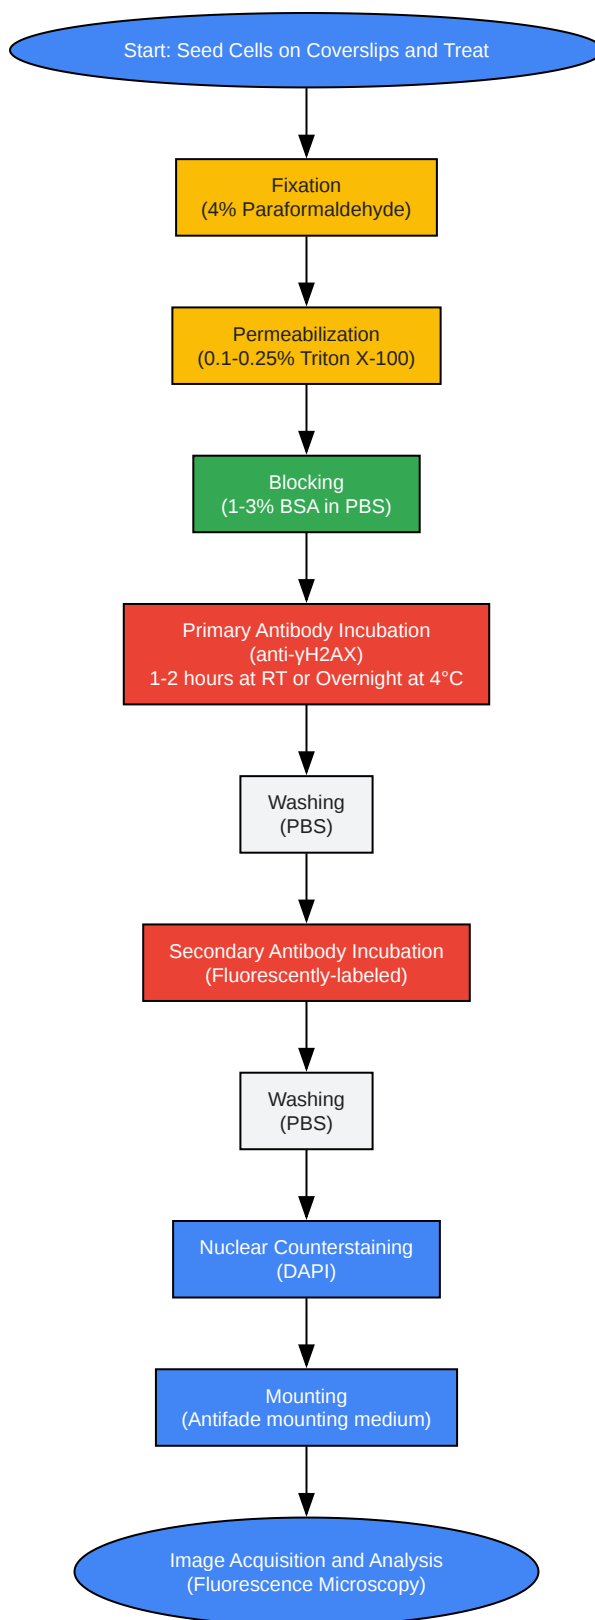 Start: Seed Cells on Coverslips and Treat
Fixation
(4% Paraformaldehyde)
Permeabilization
(0.1-0.25% Triton X-100)
Blocking
(1-3% BSA in PBS)
Primary Antibody Incubation
(anti-γH2AX)
1-2 hours at RT or Overnight at 4°C
Washing
(PBS)
Secondary Antibody Incubation
(Fluorescently-labeled)
Washing
(PBS)
Nuclear Counterstaining
(DAPI)
Mounting
(Antifade mounting medium)
Image Acquisition and Analysis
(Fluorescence Microscopy)